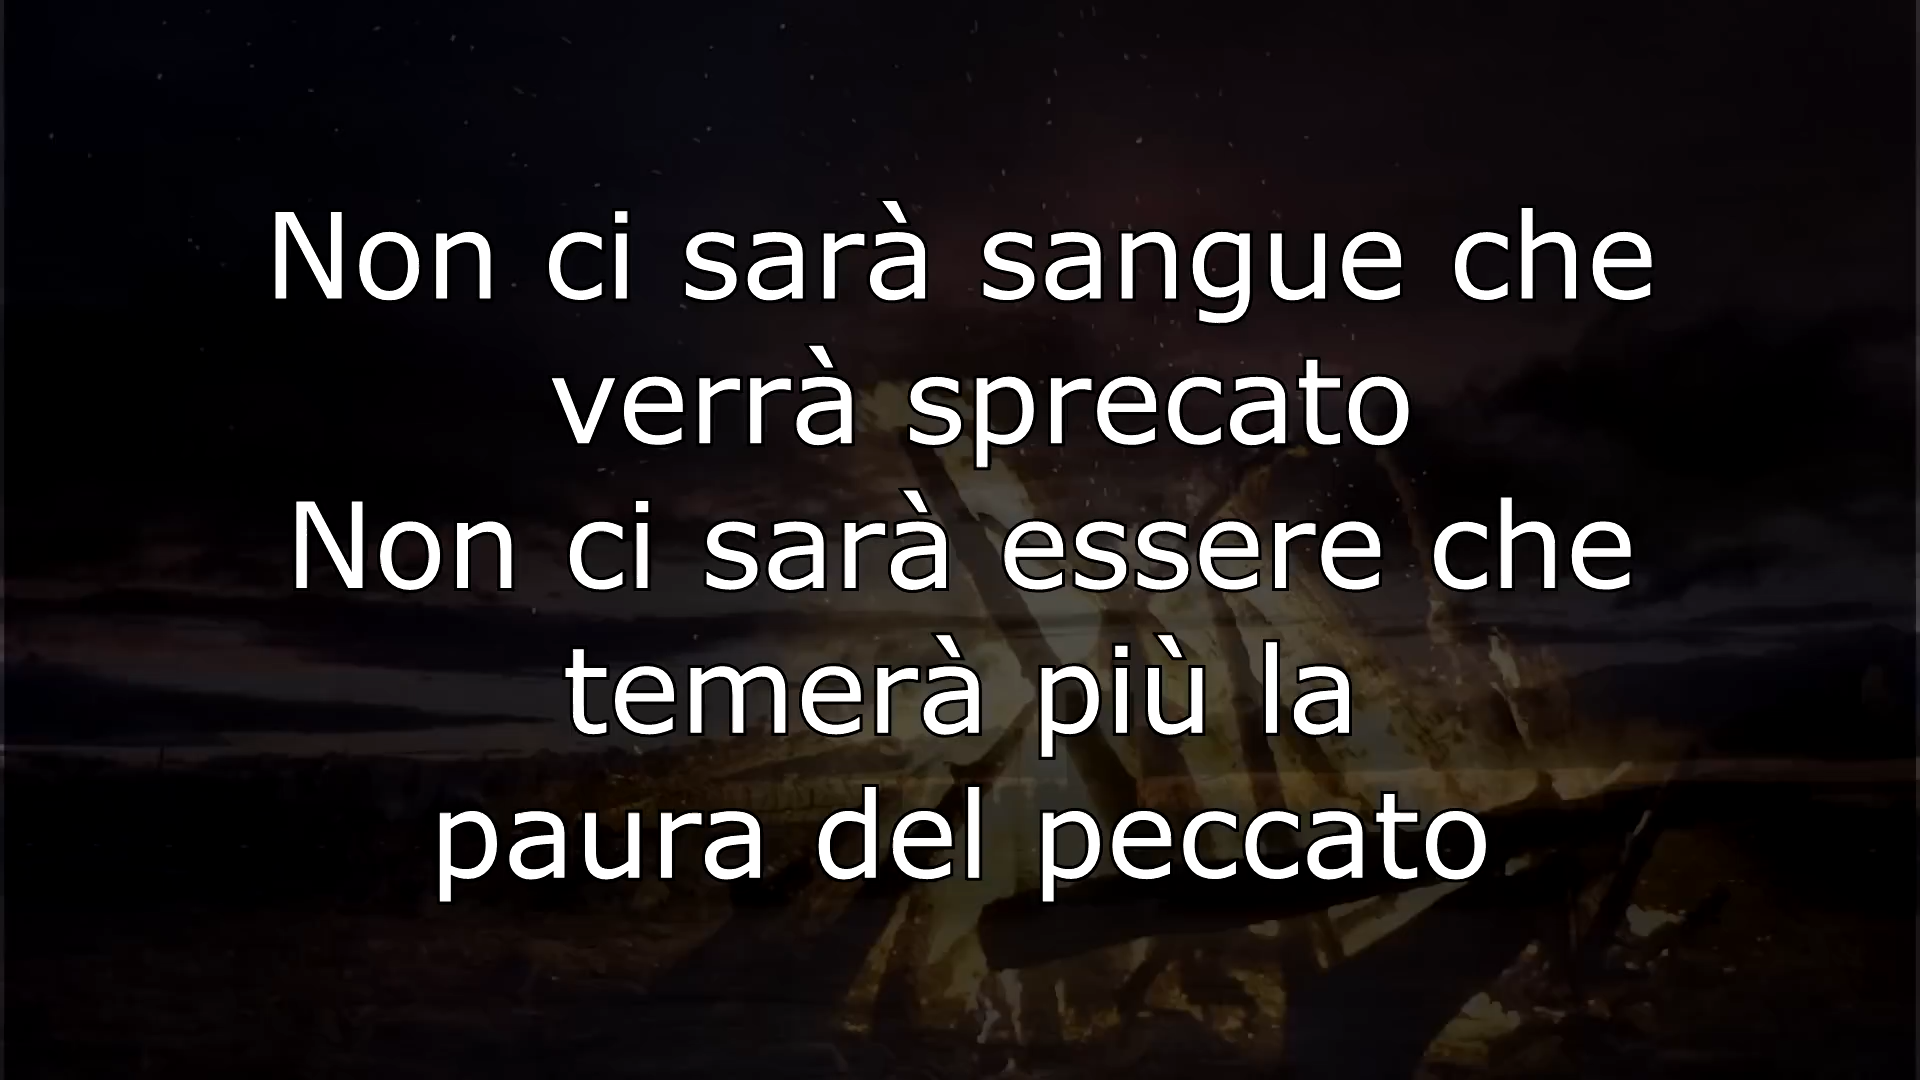 Non ci sarà sangue che
verrà sprecato
Non ci sarà essere che
temerà più la
paura del peccato